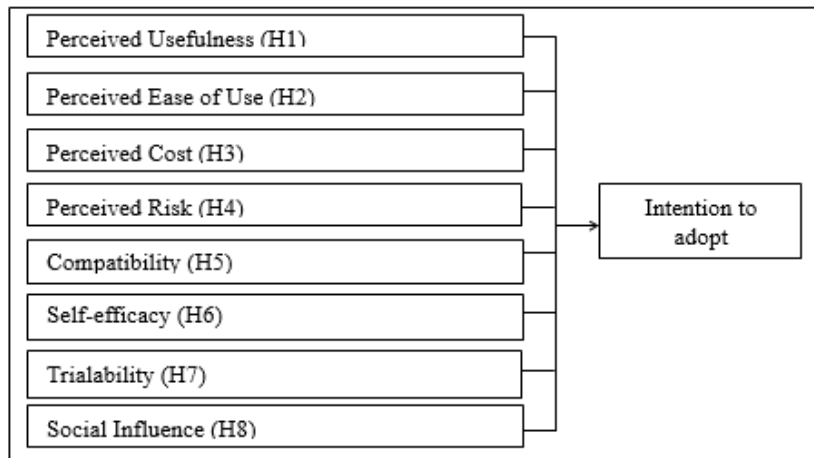 Perceived Usefulness (H1)
Perceived Ease of Use (H2)
Perceived Cost (H3)
Perceived Risk (H4)
Compatibility (H5)
Self-efficacy (H6)
Trialability (H7)
Social Influence (H8)
Intention to
adopt